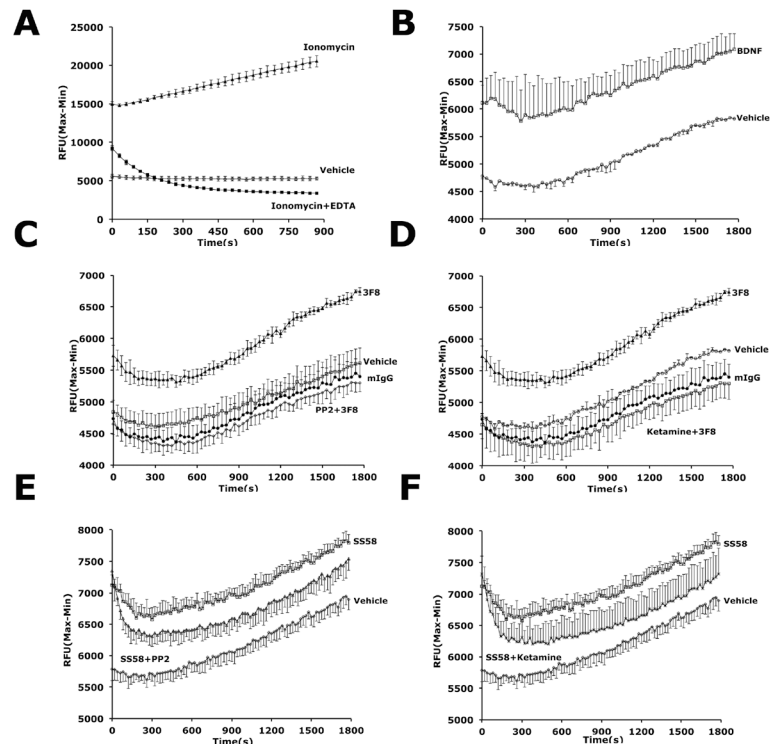 A
RFU(Max-Min)
25000
20000
15000
10000
5000
0
Ionomycin
Vehicle
Ionomycin+EDTA
0 150 300 450 600 750 900
Time(s)
B
RFU(Max-Min)
7500
7000
6500
6000
5500
5000
4500
4000
BDNF
Vehicle
0 300 600 900 1200 1500 1800
Time(s)
C
RFU(Max-Min)
7000
6500
6000
5500
5000
4500
4000
3F8
Vehicle
mIgG
PP2+3F8
0 300 600 900 1200 1500 1800
Time(s)
D
RFU(Max-Min)
7000
6500
6000
5500
5000
4500
4000
3F8
Vehicle
mIgG
Ketamine+3F8
0 300 600 900 1200 1500 1800
Time(s)
E
RFU(Max-Min)
8000
7500
7000
6500
6000
5500
5000
SS58
Vehicle
SS58+PP2
0 300 600 900 1200 1500 1800
Time(s)
F
RFU(Max-Min)
8000
7500
7000
6500
6000
5500
5000
SS58
Vehicle
SS58+Ketamine
0 300 600 900 1200 1500 1800
Time(s)